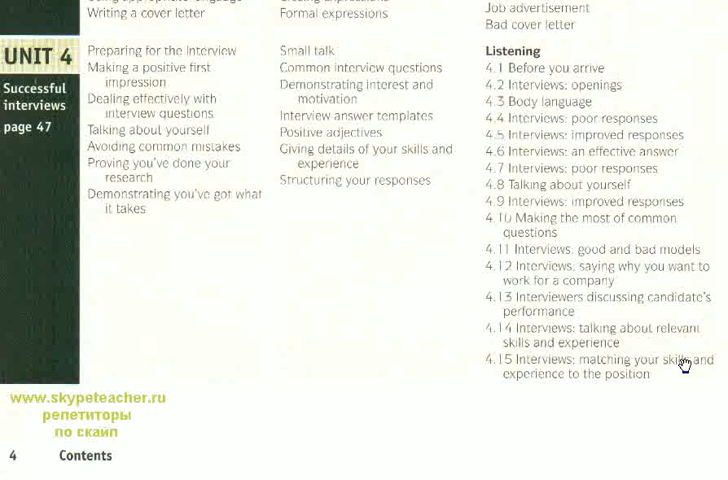 Writing a cover letter
Formal expressions
Job advertisement
Bad cover letter
UNIT 4
Successful
interviews
page 47
Preparing for the Interview
Making a positive first
impression
Dealing effectively with
interview questions
Talking about yourself
Avoiding common mistakes
Proving you've done your
research
Demonstrating you've got what
it takes
Small talk
Common interview questions
Demonstrating interest and
motivation
Interview answer templates
Positive adjectives
Giving details of your skills and
experience
Structuring your responses
Listening
4.1 Before you arrive
4.2 Interviews: openings
4.3 Body language
4.4 Interviews: poor responses
4.5 Interviews: improved responses
4.6 Interviews: an effective answer
4.7 Interviews: poor responses
4.8 Talking about yourself
4.9 Interviews: improved responses
4.10 Making the most of common
questions
4.11 Interviews: good and bad models
4.12 Interviews: saying why you want to
work for a company
4.13 Interviewers discussing candidate's
performance
4.14 Interviews: talking about relevant
skills and experience
4.15 Interviews: matching your skills and
experience to the position
www.skypeteacher.ru
репетиторы
по скайп
4 Contents